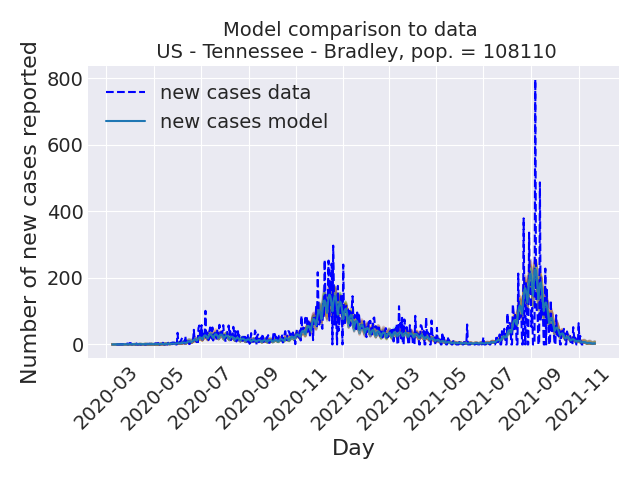 Model comparison to data
US - Tennessee - Bradley, pop. = 108110
Number of new cases reported
800
600
400
200
0
new cases data
new cases model
2020-03
2020-05
2020-07
2020-09
2020-11
2021-01
2021-03
2021-05
2021-07
2021-09
2021-11
Day